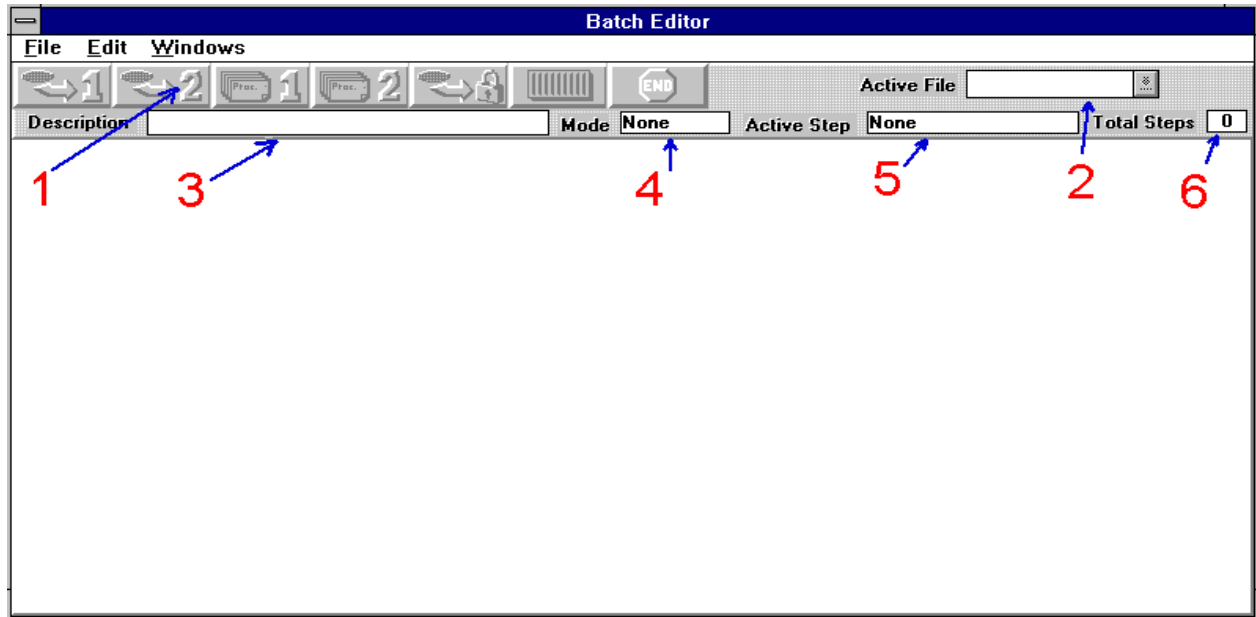 Batch Editor
File Edit Windows
1 2 Proc. 1 Proc. 2 END Active File
Description Mode None Active Step None Total Steps 0
1 3 4 5 2 6